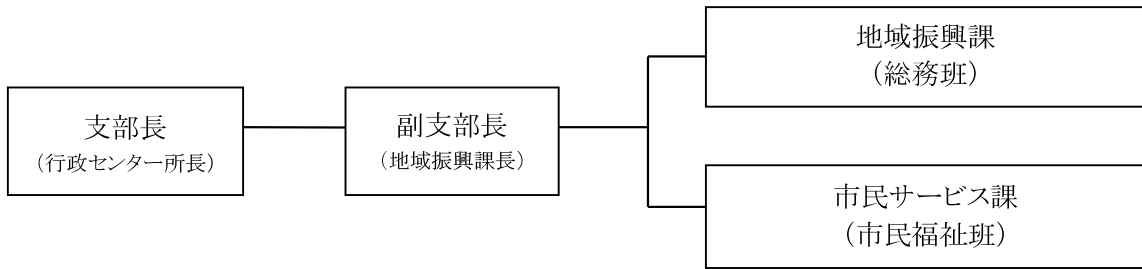 支部長
（行政センター所長）
副支部長
（地域振興課長）
地域振興課
（総務班）
市民サービス課
（市民福祉班）